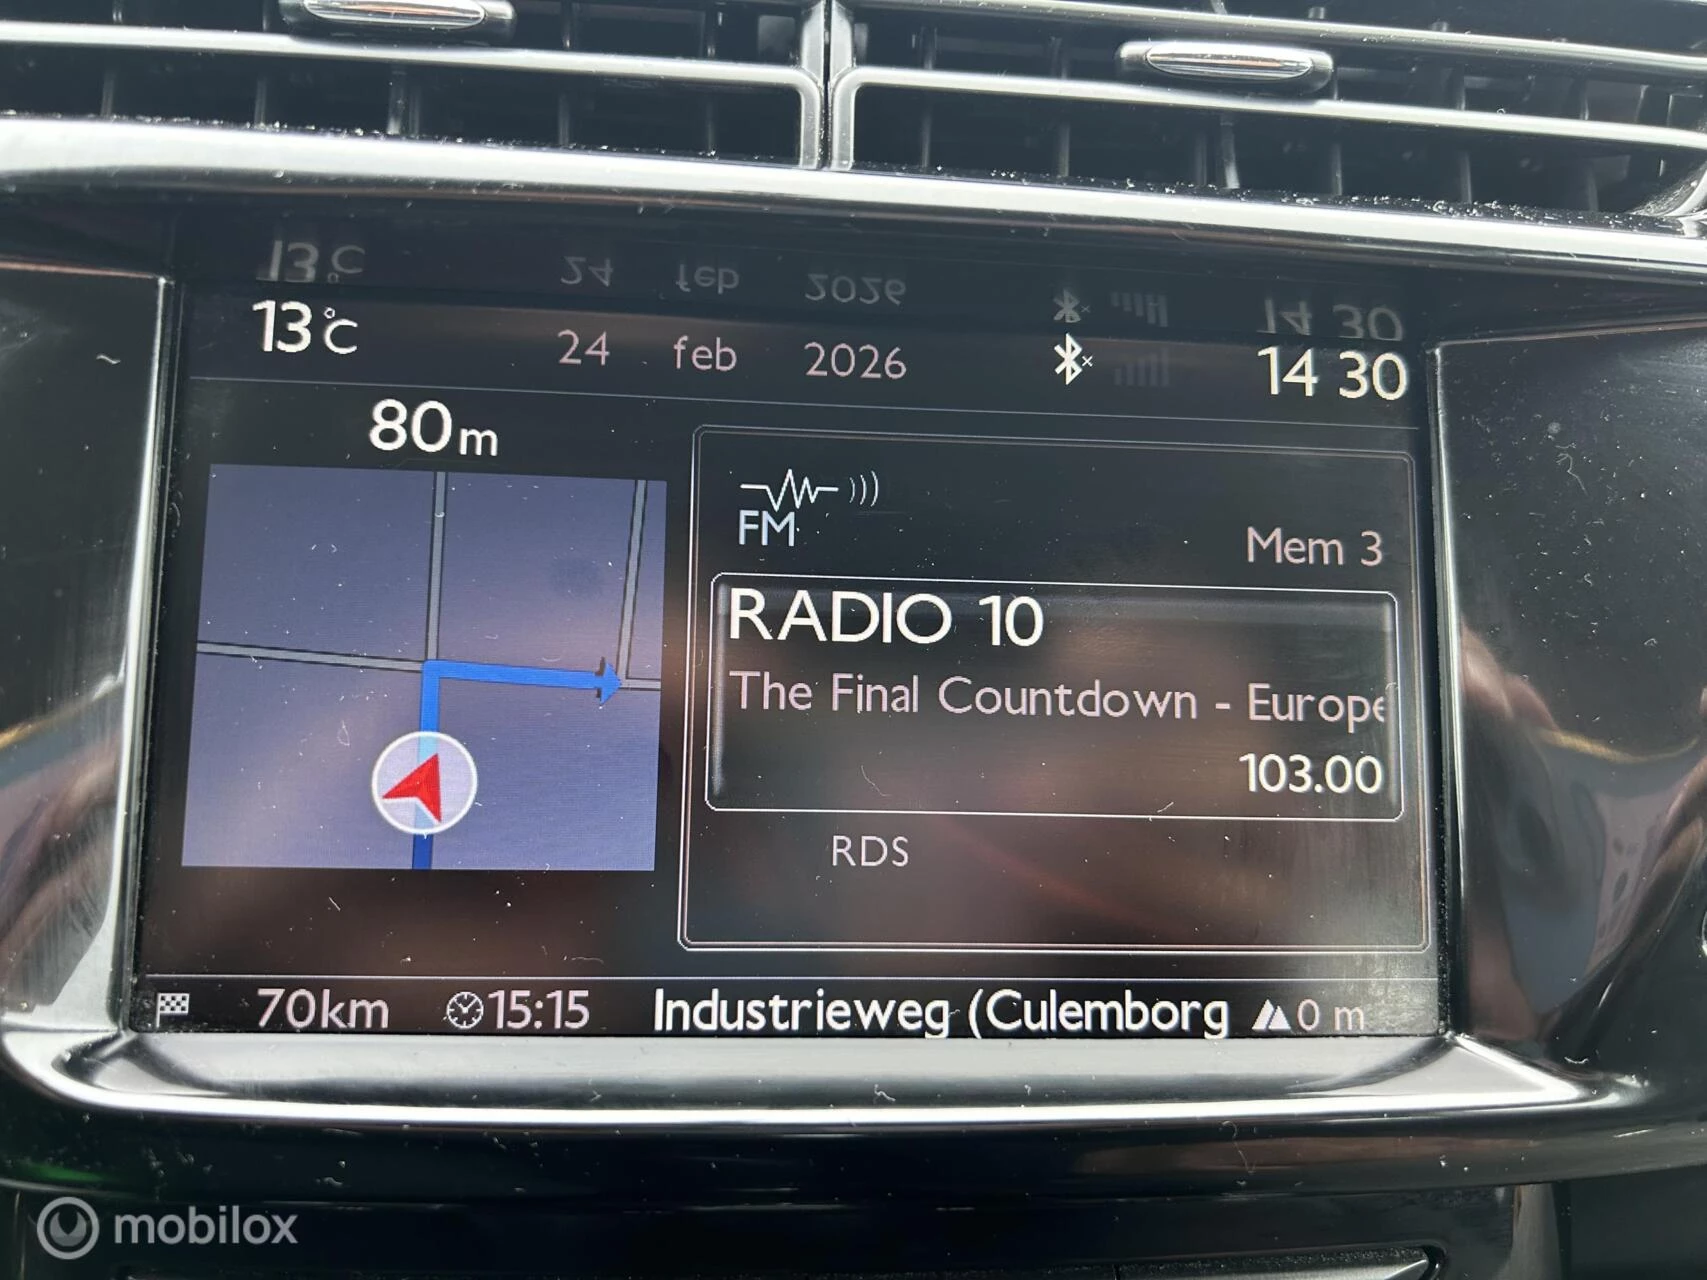 13°C 24 feb 2026 14 30
80m
FM
Mem 3
RADIO 10
The Final Countdown - Europe
103.00
RDS
70km 15:15 Industrieweg (Culemborg 0 m
mobilox